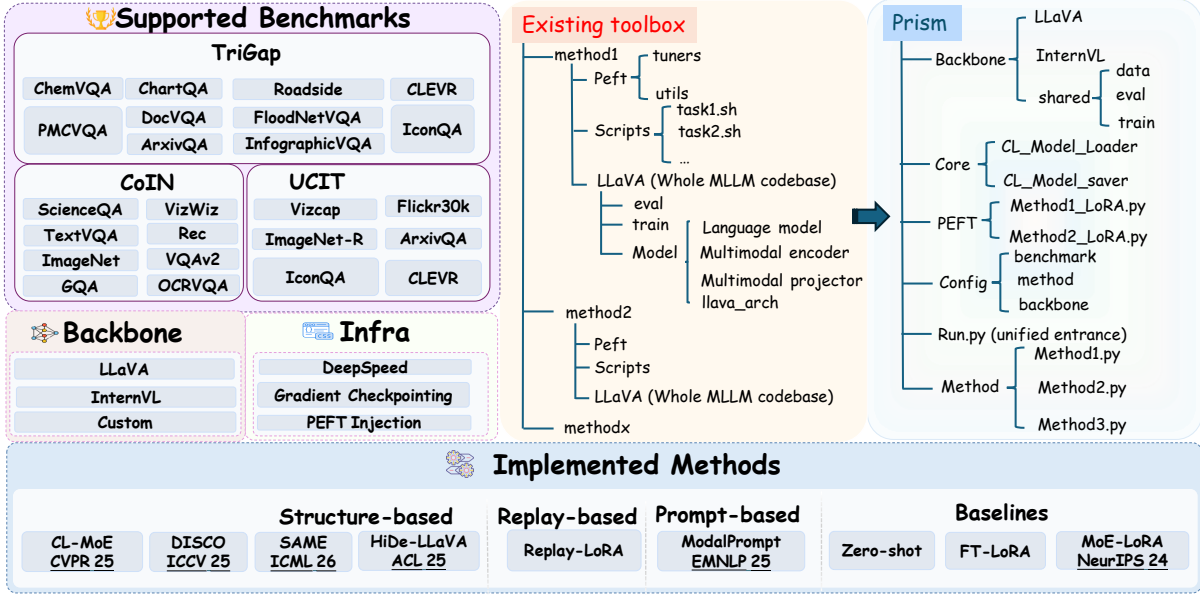 Supported Benchmarks
TriGap
ChemVQA
ChartQA
Roadside
CLEVR
PMCVQA
DocVQA
FloodNetVQA
IconQA
ArxivQA
InfographicVQA
CoIN
ScienceQA
VizWiz
TextVQA
Rec
ImageNet
VQAv2
GQA
OCRVQA
UCIT
Vizcap
Flickr30k
ImageNet-R
ArxivQA
IconQA
CLEVR
Backbone
LLaVA
InternVL
Custom
Infra
DeepSpeed
Gradient Checkpointing
PEFT Injection
Existing toolbox
method1
Peft
tuners
utils
Scripts
task1.sh
task2.sh
...
LLaVA (Whole MLLM codebase)
eval
train
Model
Language model
Multimodal encoder
Multimodal projector
llava_arch
method2
Peft
Scripts
LLaVA (Whole MLLM codebase)
methodx
Prism
Backbone
LLaVA
InternVL
shared
data
eval
train
Core
CL_Model_Loader
CL_Model_saver
PEFT
Method1_LoRA.py
Method2_LoRA.py
Config
benchmark
method
backbone
Run.py (unified entrance)
Method
Method1.py
Method2.py
Method3.py
Implemented Methods
Structure-based
CL-MoE
CVPR 25
DISCO
ICCV 25
SAME
ICML 26
HiDe-LLaVA
ACL 25
Replay-based
Replay-LoRA
Prompt-based
ModalPrompt
EMNLP 25
Baselines
Zero-shot
FT-LoRA
MoE-LoRA
NeurIPS 24